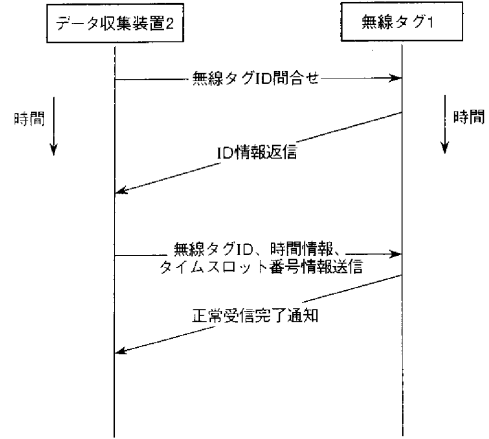 データ収集装置2
無線タグ1
無線タグID問合せ
時間
時間
ID情報返信
無線タグID、時間情報、
タイムスロット番号情報送信
正常受信完了通知